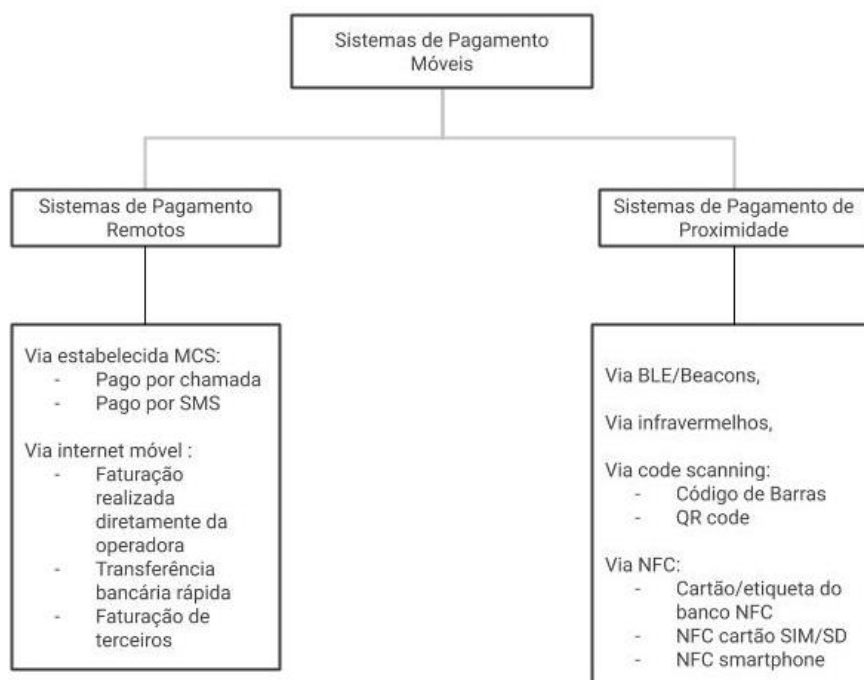 Sistemas de Pagamento
Móveis
Sistemas de Pagamento
Remotos
Sistemas de Pagamento de
Proximidade
Via estabelecida MCS:
- Pago por chamada
- Pago por SMS
Via internet móvel :
- Faturação
realizada
diretamente da
operadora
- Transferência
bancária rápida
- Faturação de
terceiros
Via BLE/Beacons,
Via infravermelhos,
Via code scanning:
- Código de Barras
- QR code
Via NFC:
- Cartão/etiqueta do
banco NFC
- NFC cartão SIM/SD
- NFC smartphone